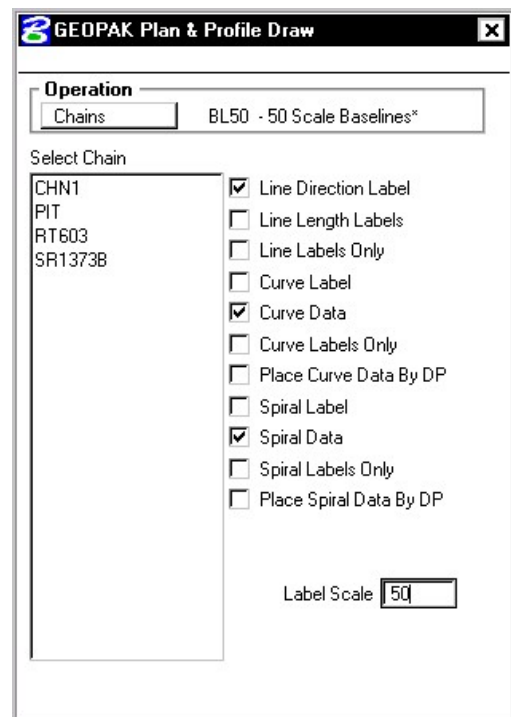 GEOPAK Plan & Profile Draw
Operation
Chains BL50 - 50 Scale Baselines*
Select Chain
CHN1
PIT
RT603
SR1373B
Line Direction Label
Line Length Labels
Line Labels Only
Curve Label
Curve Data
Curve Labels Only
Place Curve Data By DP
Spiral Label
Spiral Data
Spiral Labels Only
Place Spiral Data By DP
Label Scale 50